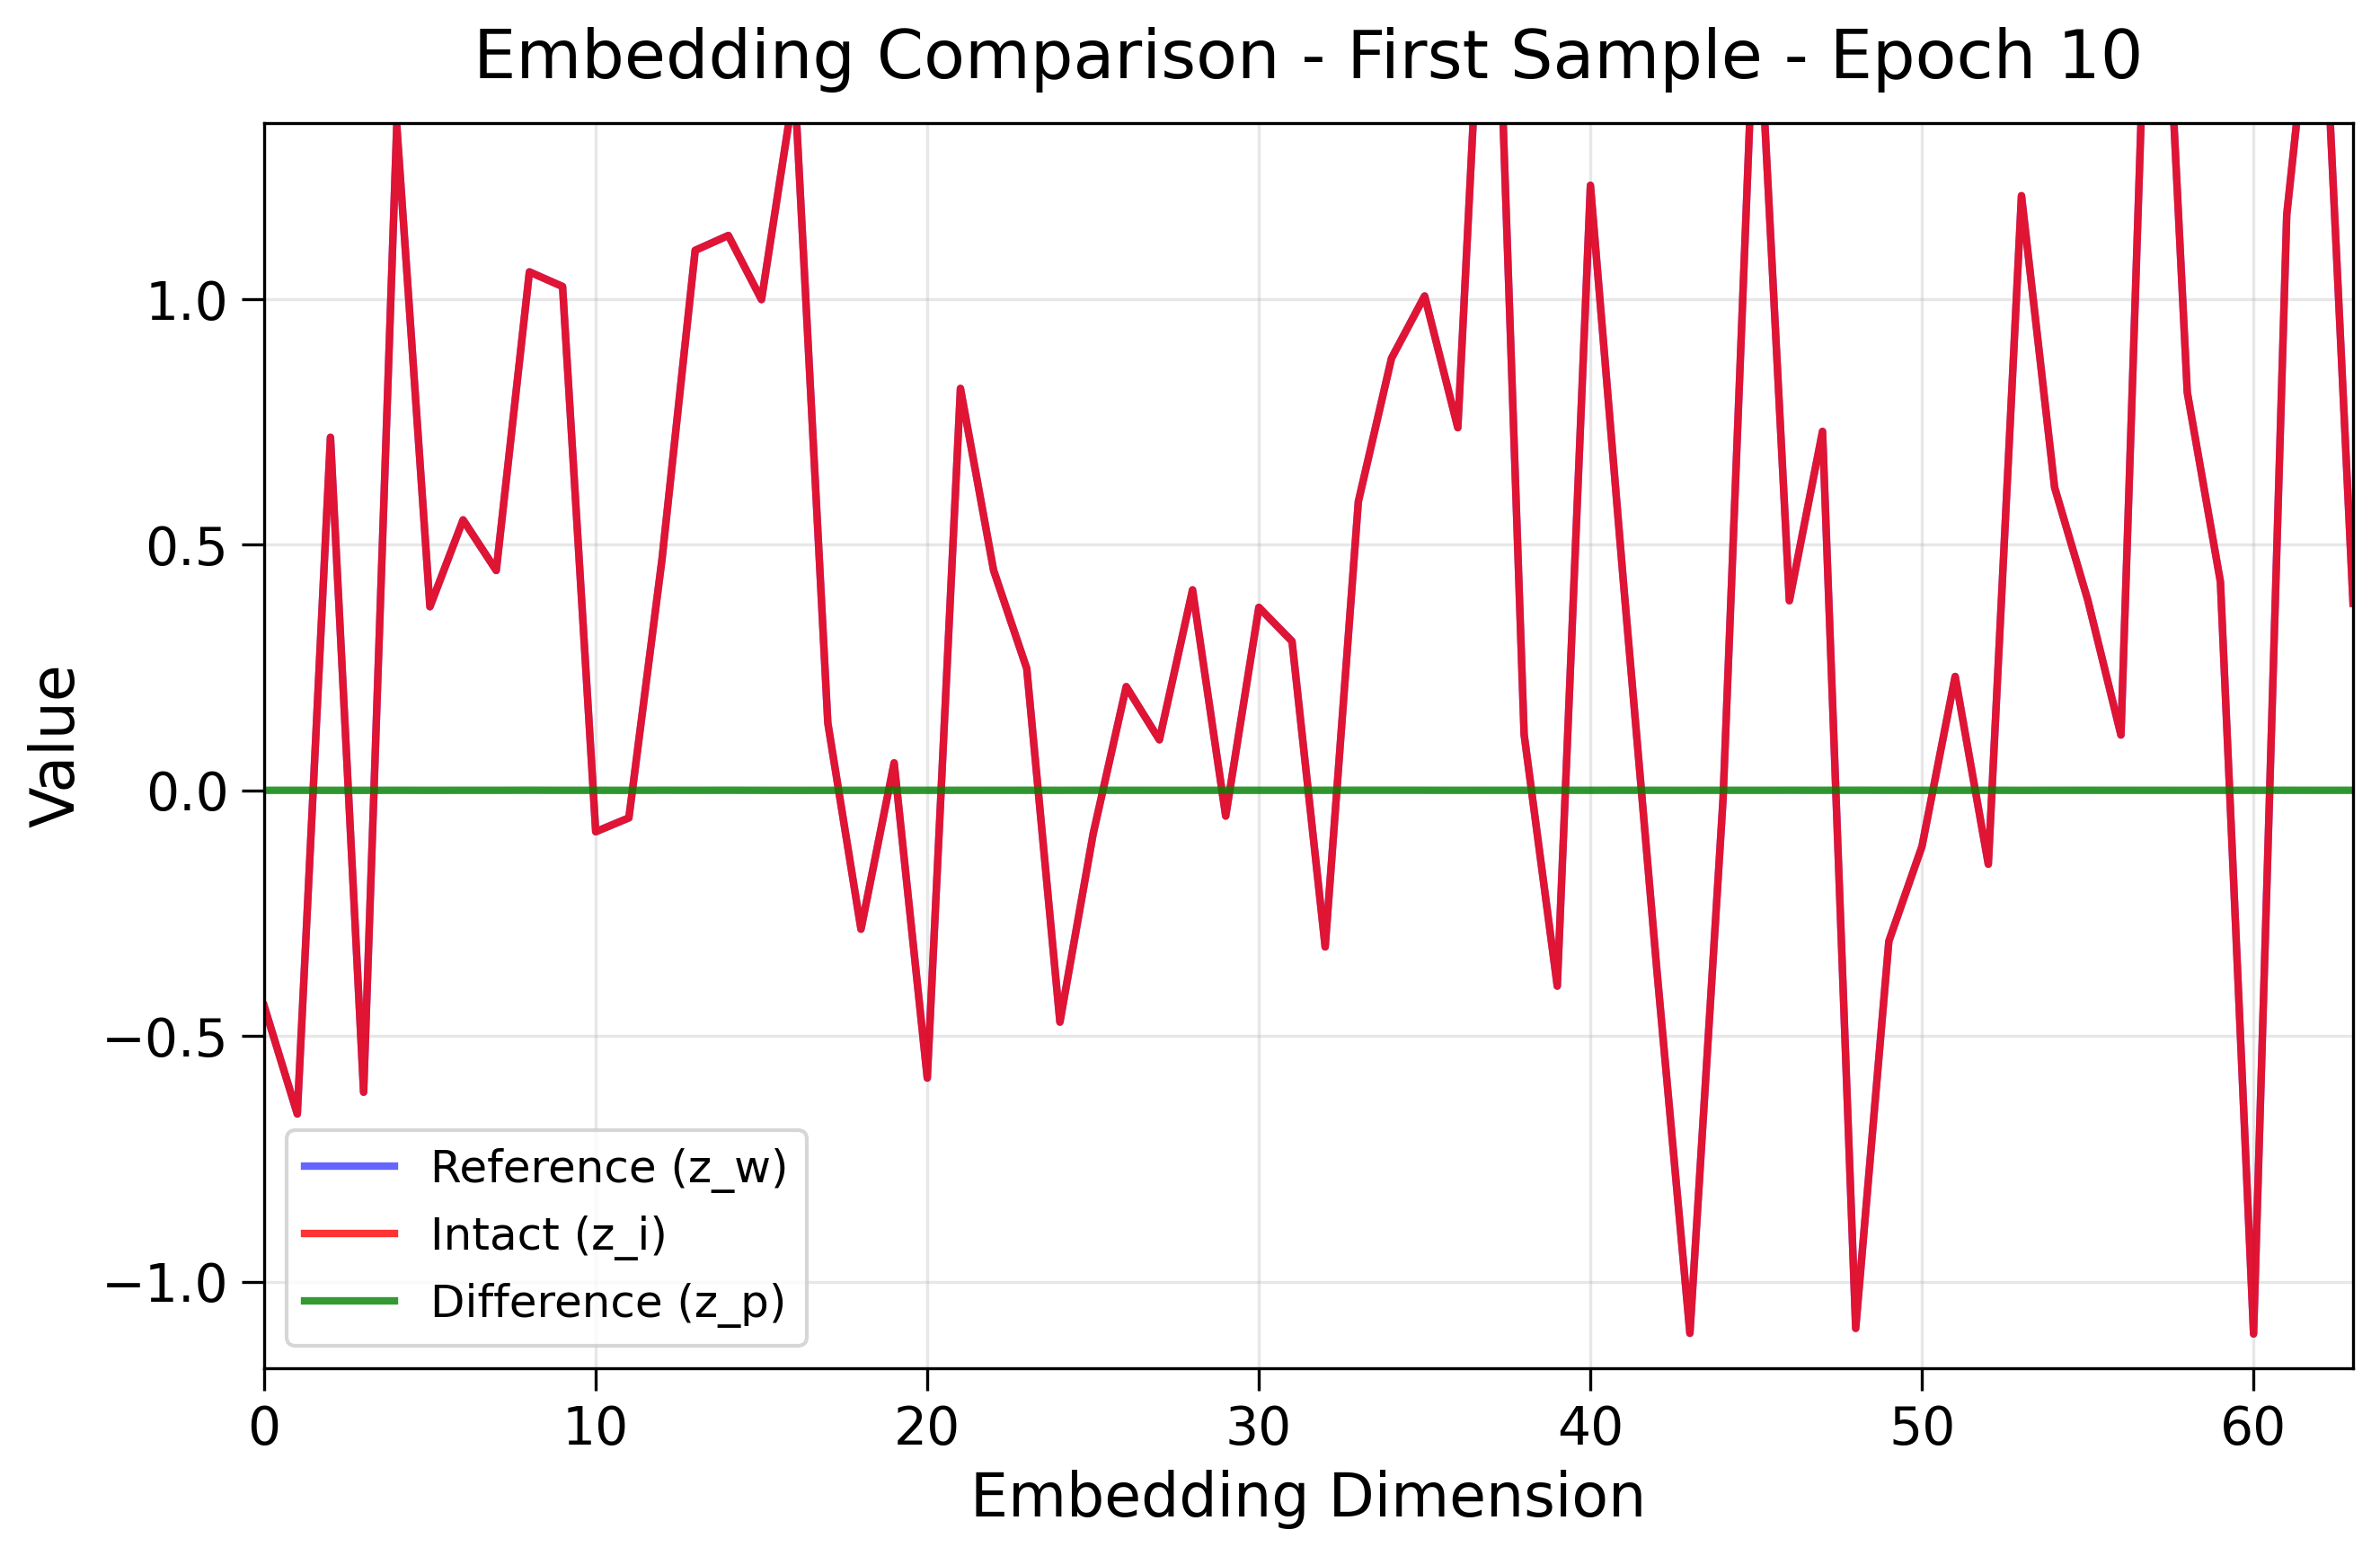 Embedding Comparison - First Sample - Epoch 10
Value
1.0
0.5
0.0
−0.5
−1.0
Reference (z_w)
Intact (z_i)
Difference (z_p)
0 10 20 30 40 50 60
Embedding Dimension